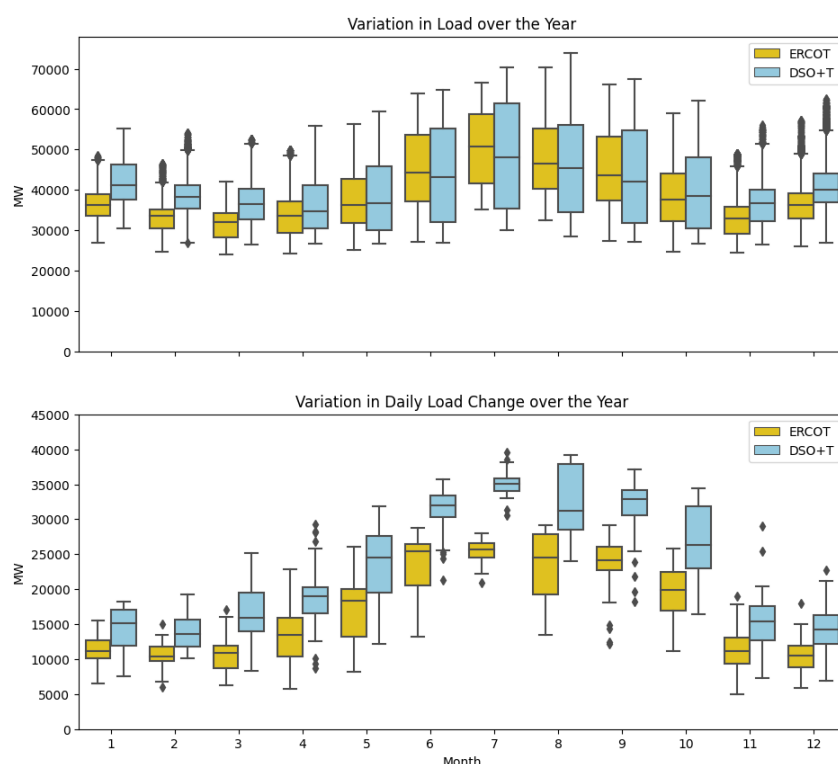 Variation in Load over the Year
ERCOT
DSO+T
MW
70000
60000
50000
40000
30000
20000
10000
0
Variation in Daily Load Change over the Year
ERCOT
DSO+T
MW
45000
40000
35000
30000
25000
20000
15000
10000
5000
0
1 2 3 4 5 6 7 8 9 10 11 12
Month